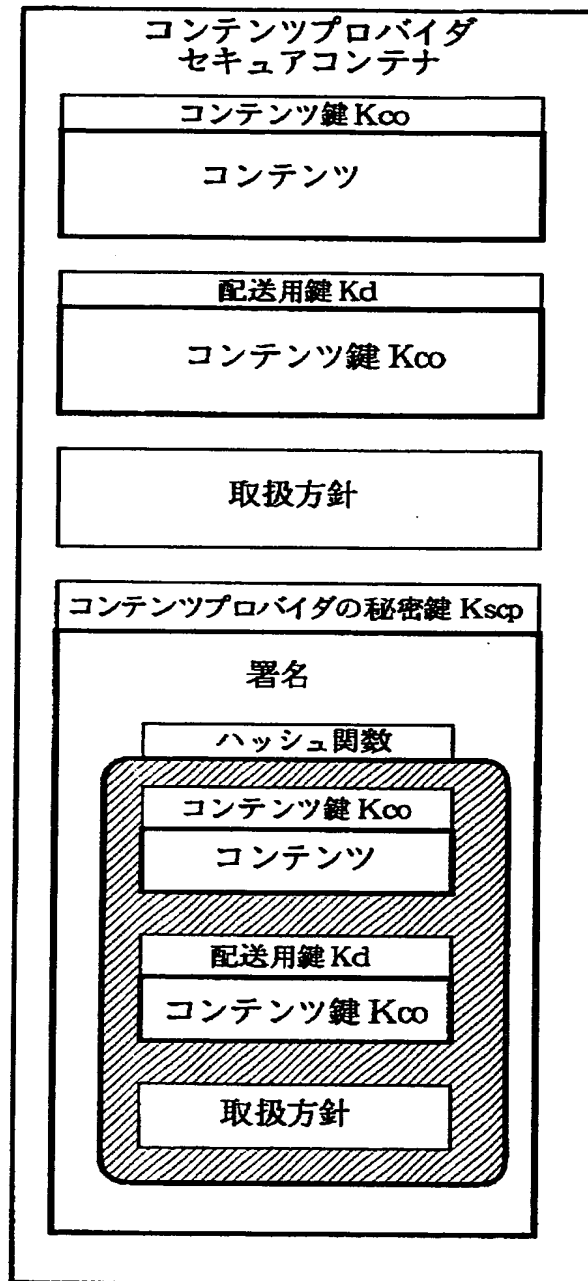 コンテンツプロバイダ
セキュアコンテナ
コンテンツ鍵Kco
コンテンツ
配送用鍵Kd
コンテンツ鍵Kco
取扱方針
コンテンツプロバイダの秘密鍵Kscp
署名
ハッシュ関数
コンテンツ鍵Kco
コンテンツ
配送用鍵Kd
コンテンツ鍵Kco
取扱方針